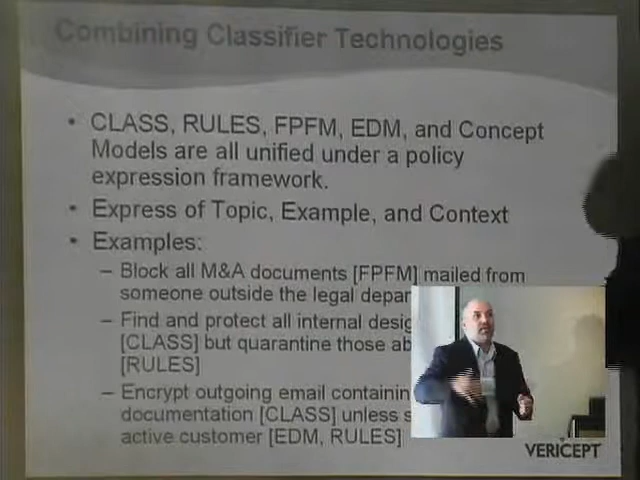 Combining Classifier Technologies
• CLASS, RULES, FPFM, EDM, and Concept
Models are all unified under a policy
expression framework.
• Express of Topic, Example, and Context
• Examples:
– Block all M&A documents [FPFM] mailed from
someone outside the legal depar
– Find and protect all internal desig
[CLASS] but quarantine those ab
[RULES]
– Encrypt outgoing email containin
documentation [CLASS] unless s
active customer [EDM, RULES]
VERICEPT